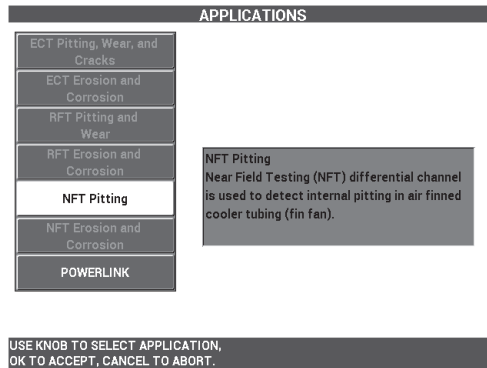 APPLICATIONS
ECT Pitting, Wear, and
Cracks
ECT Erosion and
Corrosion
RFT Pitting and
Wear
RFT Erosion and
Corrosion
NFT Pitting
NFT Erosion and
Corrosion
POWERLINK
NFT Pitting
Near Field Testing (NFT) differential channel
is used to detect internal pitting in air finned
cooler tubing (fin fan).
USE KNOB TO SELECT APPLICATION,
OK TO ACCEPT, CANCEL TO ABORT.